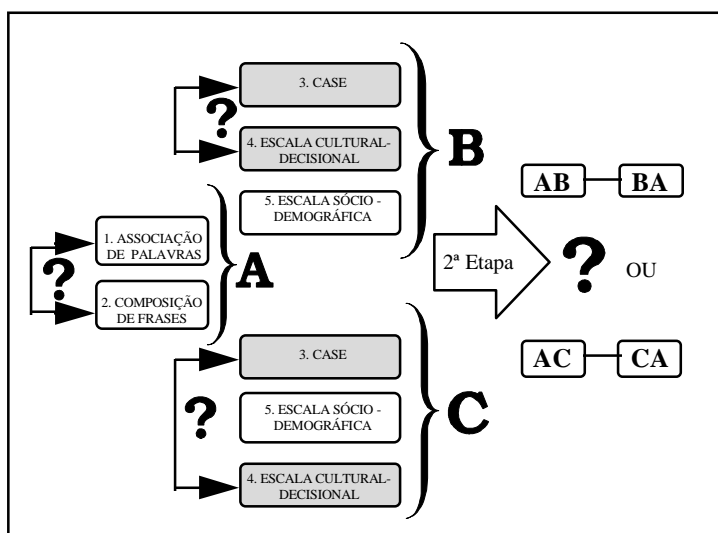 3. CASE
?
4. ESCALA CULTURAL-
DECISIONAL
B
5. ESCALA SÓCIO -
DEMOGRÁFICA
1. ASSOCIAÇÃO
DE PALAVRAS
?
2. COMPOSIÇÃO
DE FRASES
A
3. CASE
?
5. ESCALA SÓCIO -
DEMOGRÁFICA
4. ESCALA CULTURAL-
DECISIONAL
C
2ª Etapa
AB
BA
?
OU
AC
CA